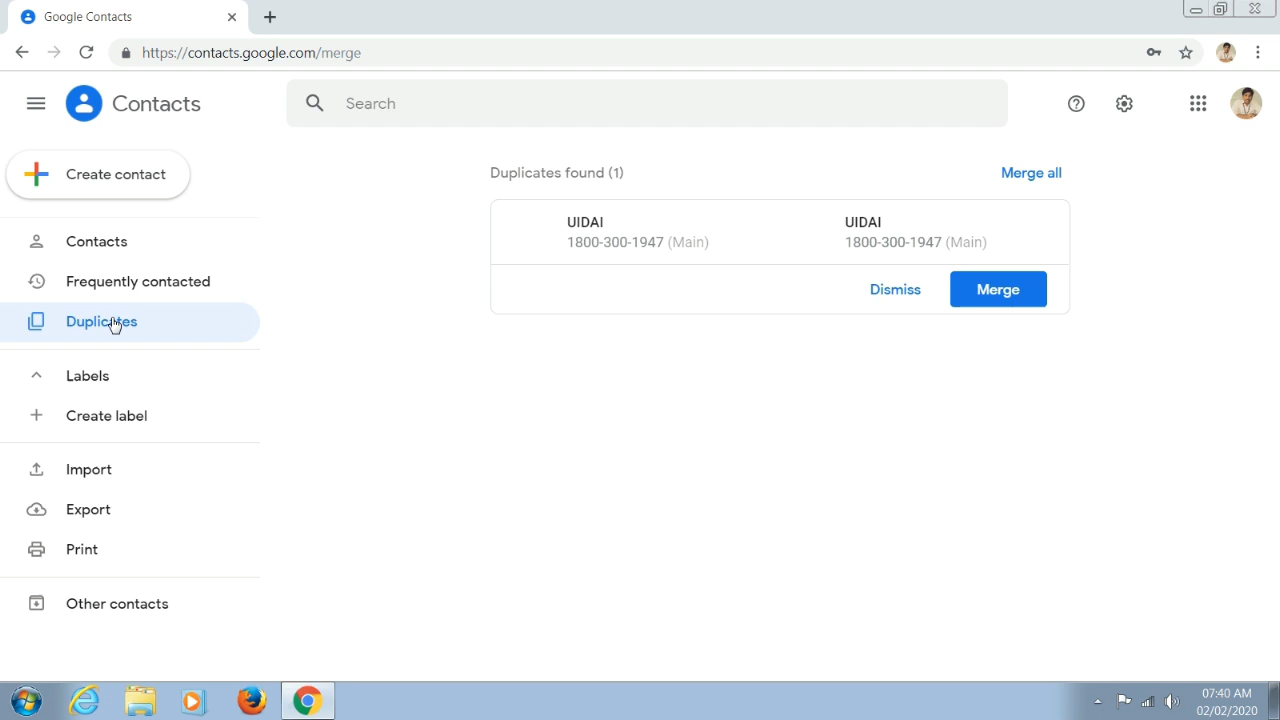 Google Contacts
https://contacts.google.com/merge
Contacts
Search
Create contact
Contacts
Frequently contacted
Duplicates
Labels
Create label
Import
Export
Print
Other contacts
Duplicates found (1)
Merge all
UIDAI
1800-300-1947 (Main)
UIDAI
1800-300-1947 (Main)
Dismiss
Merge
07:40 AM
02/02/2020